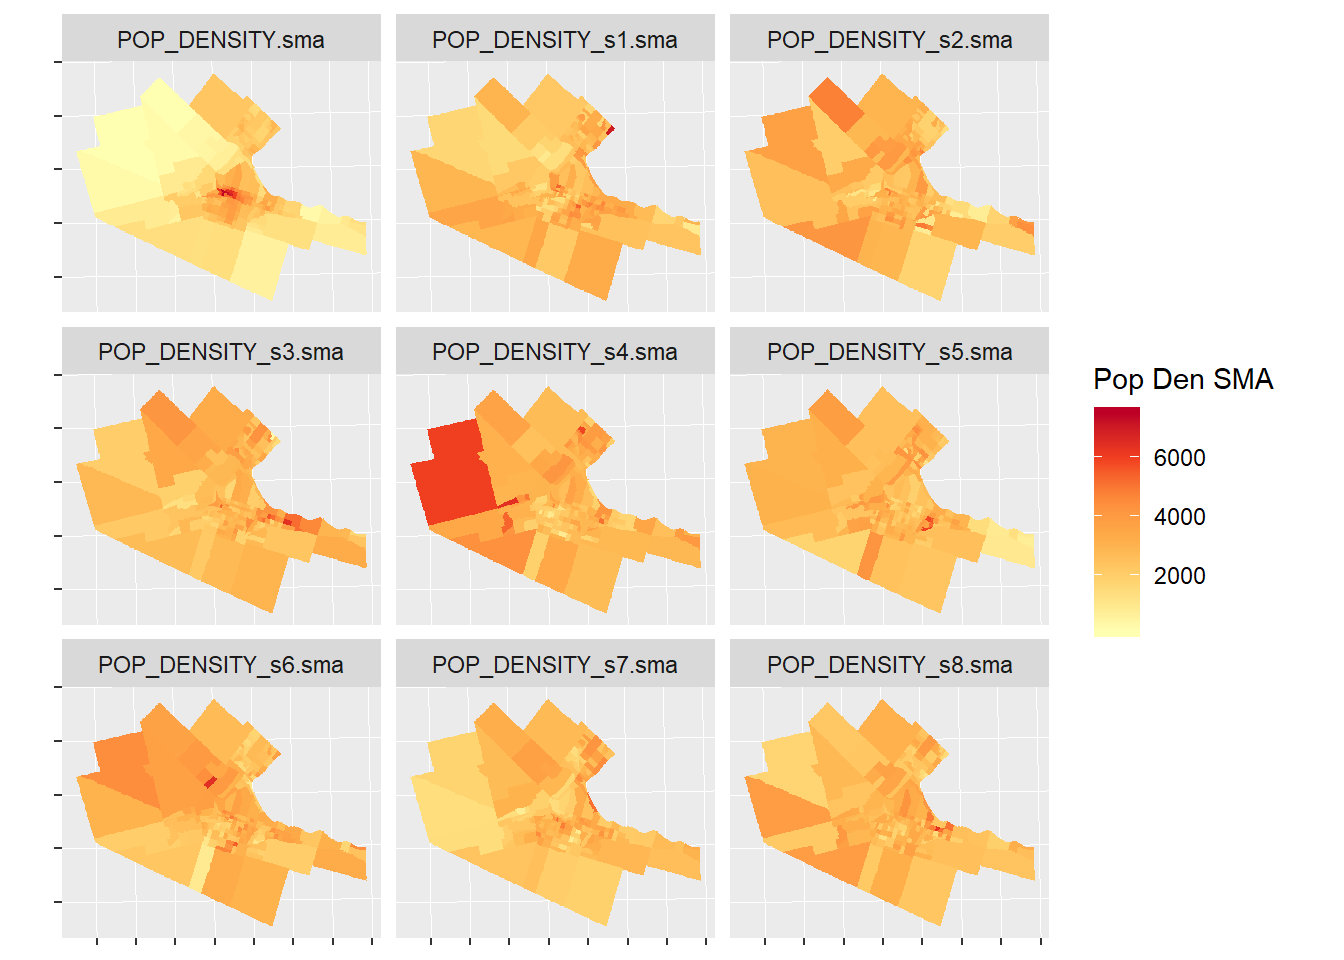 POP_DENSITY.sma
POP_DENSITY_s1.sma
POP_DENSITY_s2.sma
POP_DENSITY_s3.sma
POP_DENSITY_s4.sma
POP_DENSITY_s5.sma
Pop Den SMA
6000
4000
2000
POP_DENSITY_s6.sma
POP_DENSITY_s7.sma
POP_DENSITY_s8.sma